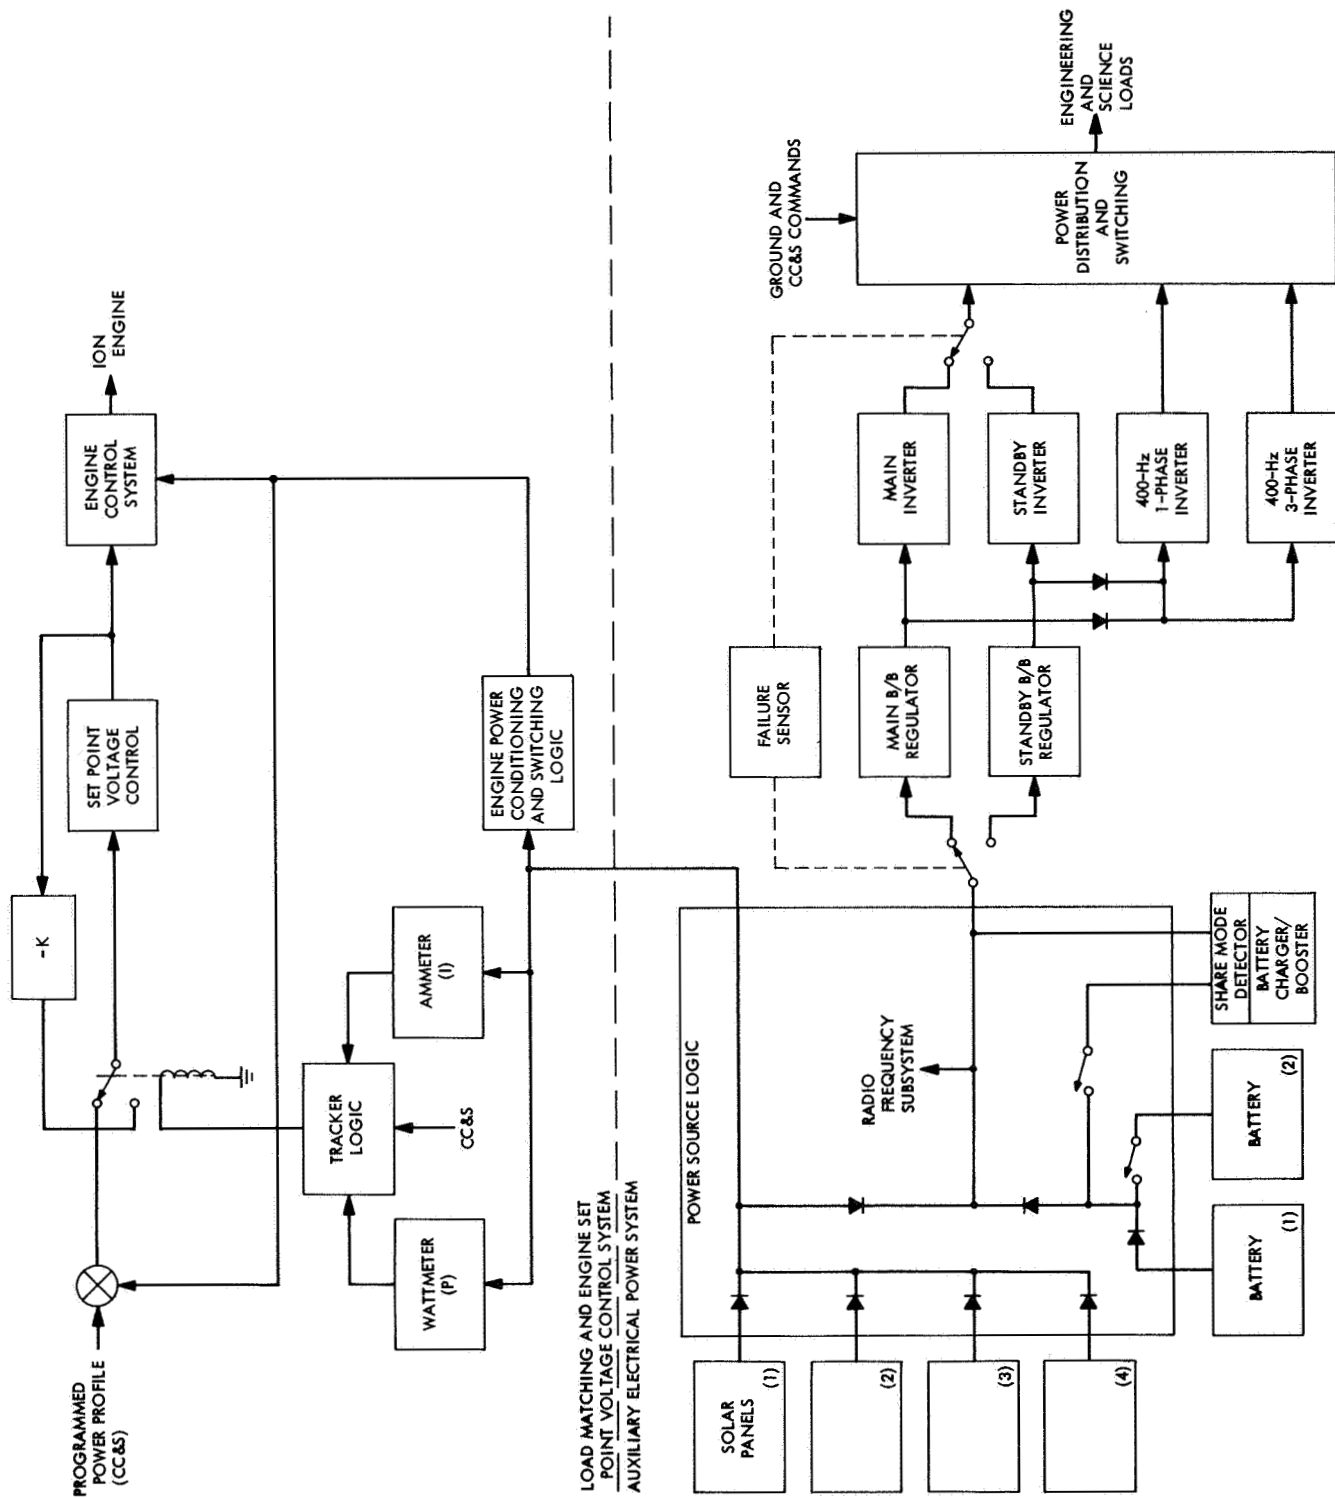 PROGRAMMED
POWER PROFILE
(CC&S)
-K
SET POINT
VOLTAGE
CONTROL
ENGINE
CONTROL
SYSTEM
ION
ENGINE
WATTMETER
(P)
TRACKER
LOGIC
CC&S
AMMETER
(I)
ENGINE POWER
CONDITIONING
AND SWITCHING
LOGIC
LOAD MATCHING AND ENGINE SET
POINT VOLTAGE CONTROL SYSTEM
AUXILIARY ELECTRICAL POWER SYSTEM
SOLAR
PANELS
(1)
(2)
(3)
(4)
POWER SOURCE LOGIC
RADIO
FREQUENCY
SUBSYSTEM
BATTERY
(1)
BATTERY
(2)
SHARE MODE
DETECTOR
BATTERY
CHARGER/
BOOSTER
FAILURE
SENSOR
MAIN B/B
REGULATOR
STANDBY B/B
REGULATOR
MAIN
INVERTER
STANDBY
INVERTER
400-Hz
1-PHASE
INVERTER
400-Hz
3-PHASE
INVERTER
GROUND AND
CC&S COMMANDS
POWER
DISTRIBUTION
AND
SWITCHING
ENGINEERING
AND
SCIENCE
LOADS